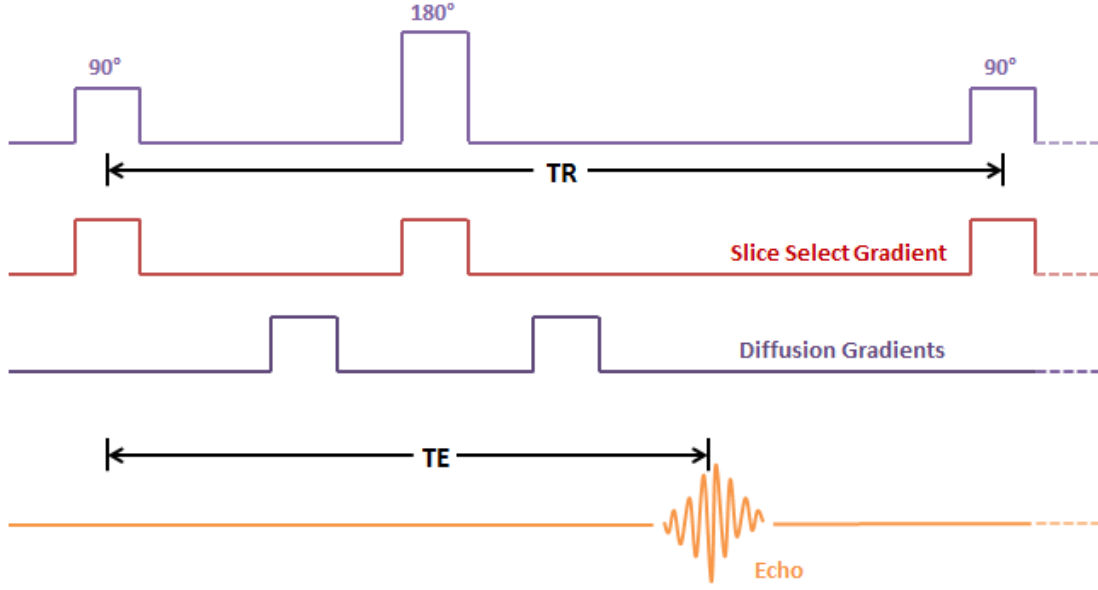 180°
90°
90°
TR
Slice Select Gradient
Diffusion Gradients
TE
Echo